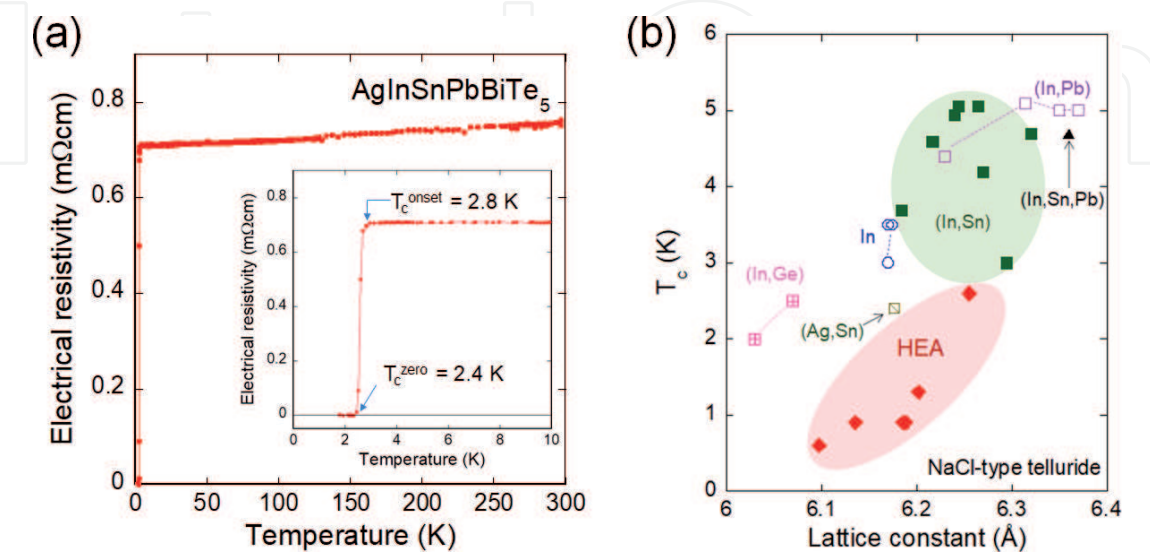 (a)
AgInSnPbBiTe5
Electrical resistivity (mΩcm)
0.8
0.6
0.4
0.2
0
0 50 100 150 200 250 300
Temperature (K)
Electrical resistivity (mΩcm)
0.8
0.6
0.4
0.2
0
Tc onset = 2.8 K
Tc zero = 2.4 K
0 2 4 6 8 10
Temperature (K)
(b)
Tc (K)
6
5
4
3
2
1
0
(In,Pb)
(In,Sn,Pb)
(In,Sn)
In
(In,Ge)
(Ag,Sn)
HEA
NaCl-type telluride
6 6.1 6.2 6.3 6.4
Lattice constant (Å)